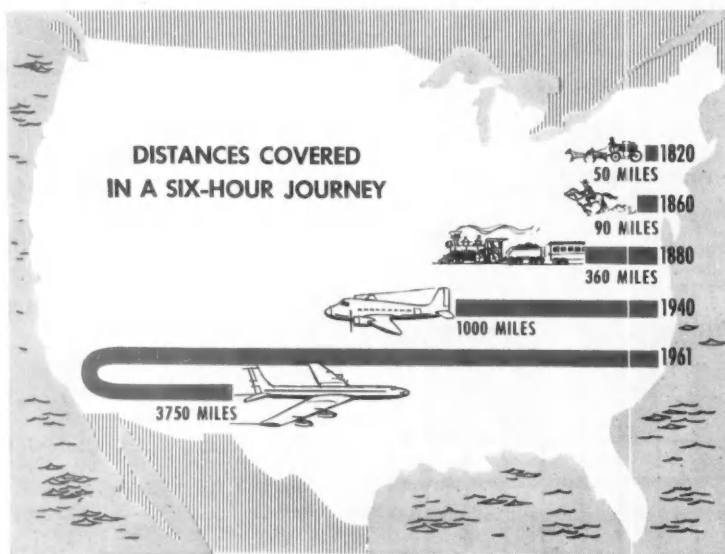 DISTANCES COVERED
IN A SIX-HOUR JOURNEY
1820
50 MILES
1860
90 MILES
1880
360 MILES
1940
1000 MILES
1961
3750 MILES